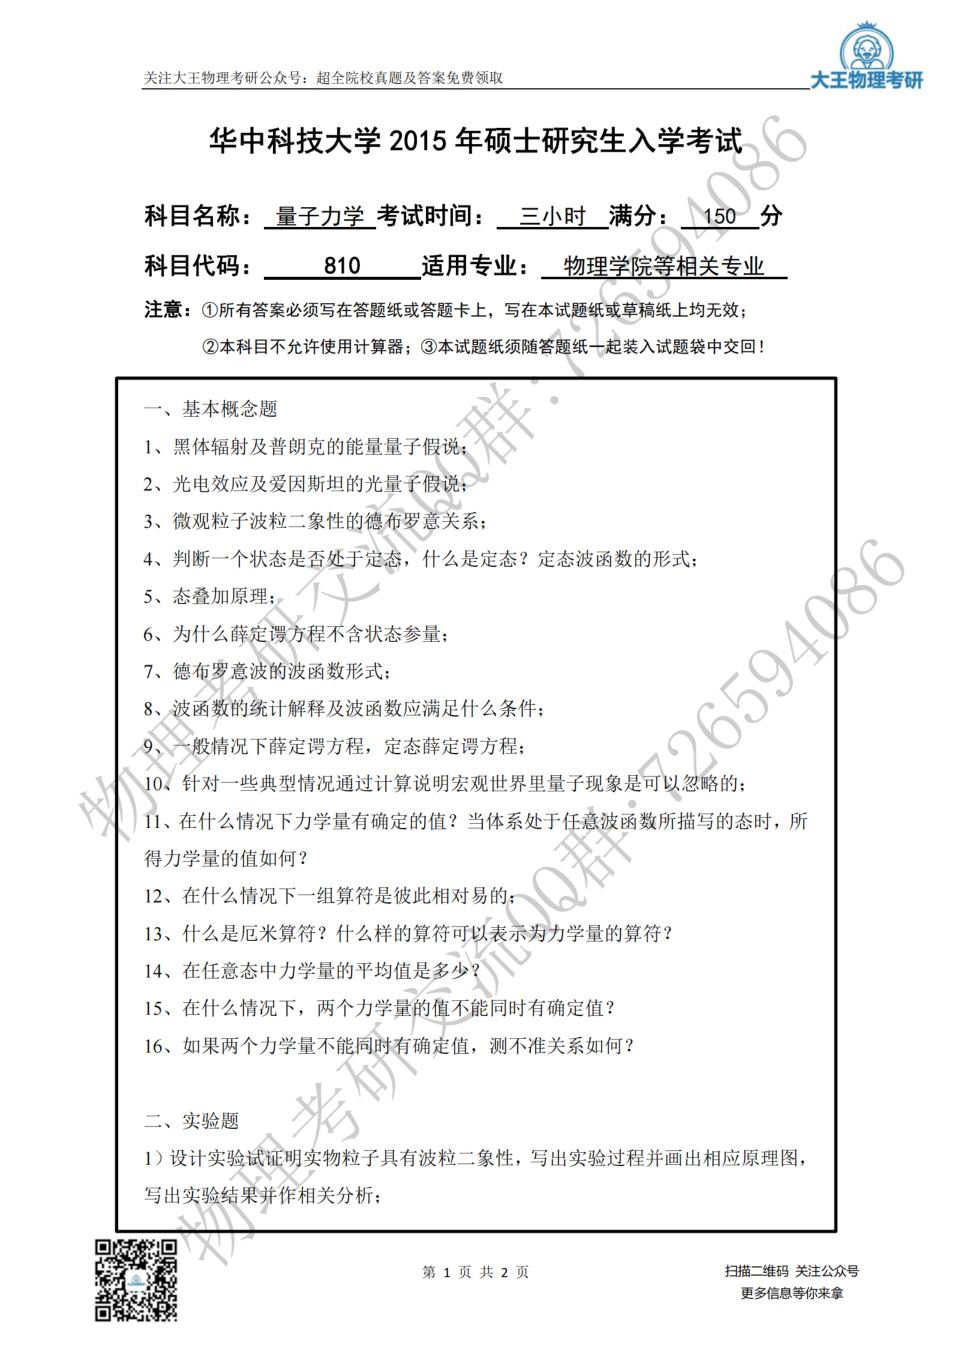 关注大王物理考研公众号：超全院校真题及答案免费领取
大王物理考研
华中科技大学 2015 年硕士研究生入学考试
科目名称： 量子力学 考试时间： 三小时 满分： 150 分
科目代码： 810 适用专业： 物理学院等相关专业
注意：①所有答案必须写在答题纸或答题卡上，写在本试题纸或草稿纸上均无效；
②本科目不允许使用计算器；③本试题纸须随答题纸一起装入试题袋中交回！
一、基本概念题
1、黑体辐射及普朗克的能量量子假说；
2、光电效应及爱因斯坦的光量子假说；
3、微观粒子波粒二象性的德布罗意关系；
4、判断一个状态是否处于定态，什么是定态？定态波函数的形式；
5、态叠加原理；
6、为什么薛定谔方程不含状态参量；
7、德布罗意波的波函数形式；
8、波函数的统计解释及波函数应满足什么条件；
9、一般情况下薛定谔方程，定态薛定谔方程；
10、针对一些典型情况通过计算说明宏观世界里量子现象是可以忽略的；
11、在什么情况下力学量有确定的值？当体系处于任意波函数所描写的态时，所
得力学量的值如何？
12、在什么情况下一组算符是彼此相对易的；
13、什么是厄米算符？什么样的算符可以表示为力学量的算符？
14、在任意态中力学量的平均值是多少？
15、在什么情况下，两个力学量的值不能同时有确定值？
16、如果两个力学量不能同时有确定值，测不准关系如何？
二、实验题
1）设计实验试证明实物粒子具有波粒二象性，写出实验过程并画出相应原理图，
写出实验结果并作相关分析；
物理考研交流QQ群：726594086
物理考研交流QQ群：726594086
大王物理考研
第 1 页 共 2 页
扫描二维码 关注公众号
更多信息等你来拿